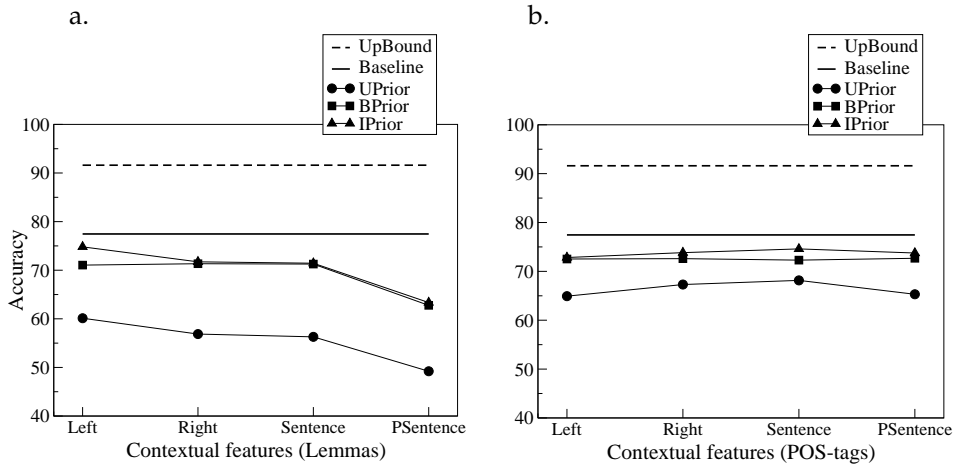 a.
UpBound
Baseline
UPrior
BPrior
IPrior
100
90
80
70
60
50
40
Accuracy
Left Right Sentence PSentence
Contextual features (Lemmas)
b.
UpBound
Baseline
UPrior
BPrior
IPrior
100
90
80
70
60
50
40
Left Right Sentence PSentence
Contextual features (POS-tags)